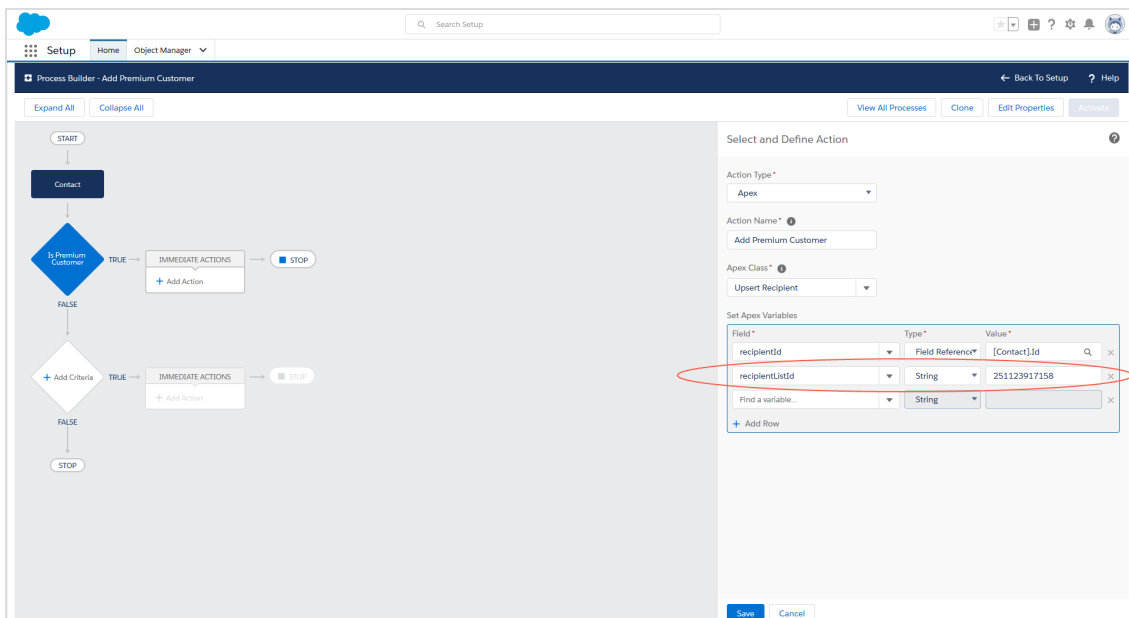 Search Setup
Setup Home Object Manager
Process Builder - Add Premium Customer Back To Setup ? Help
Expand All Collapse All View All Processes Clone Edit Properties Activate
START
Contact
Is Premium
Customer
TRUE
IMMEDIATE ACTIONS
STOP
+ Add Action
FALSE
+ Add Criteria
TRUE
IMMEDIATE ACTIONS
STOP
+ Add Action
FALSE
STOP
Select and Define Action
Action Type*
Apex
Action Name*
Add Premium Customer
Apex Class*
Upsert Recipient
Set Apex Variables
Field* Type* Value*
recipientId Field Reference [Contact].Id
recipientListId String 251123917158
Find a variable... String
+ Add Row
Save Cancel